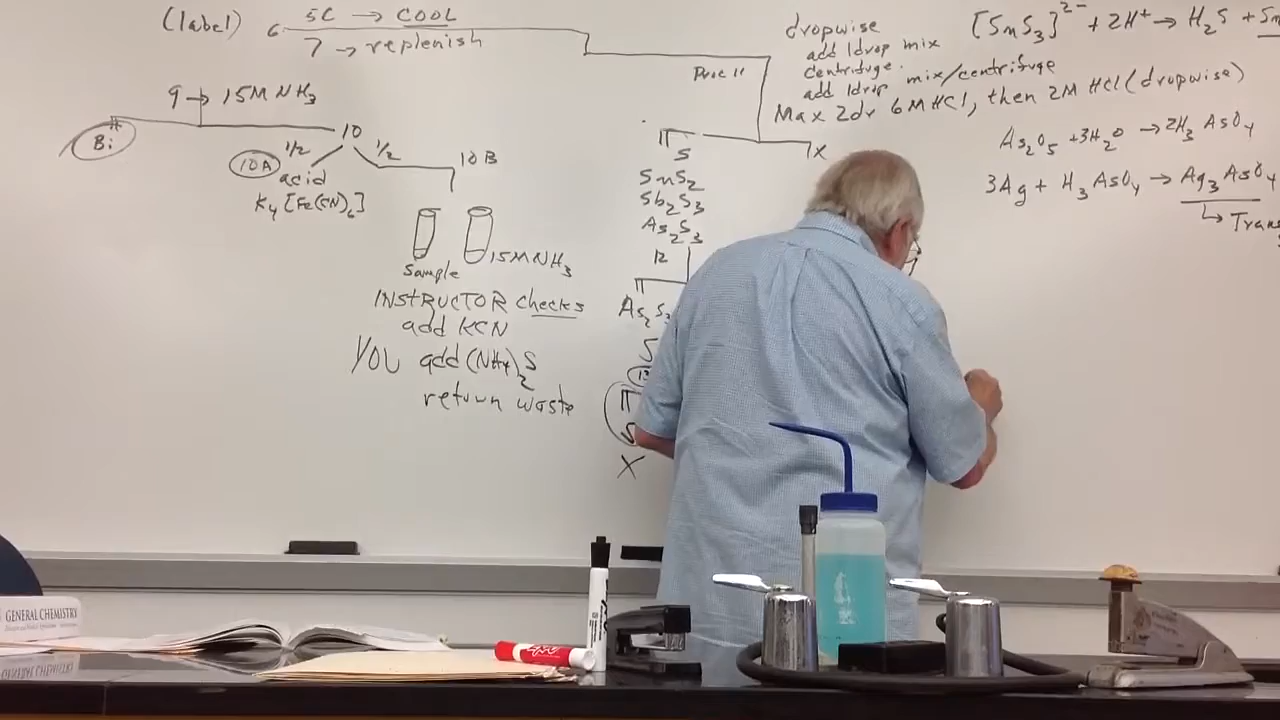 (label)
5C → COOL
6
7 → replenish
9 → 15M NH3
Bi
10
1/2
1/2
10A
10B
acid
K4[Fe(CN)6]
sample
15M NH3
INSTRUCTOR checks
add KCN
YOU add (NH4)2S
return waste
Proc 11
S
X
SnS2
Sb2S3
As2S3
12
As2S3
S
X
dropwise
add 1drop mix
centrifuge.
add 1drop mix/centrifuge
Max 2dr 6M HCl, then 2M HCl (dropwise)
[SnS3]2- + 2H+ → H2S +
As2O5 + 3H2O → 2H3AsO4
3Ag + H3AsO4 → Ag3AsO4
↳ Trans
GENERAL CHEMISTRY